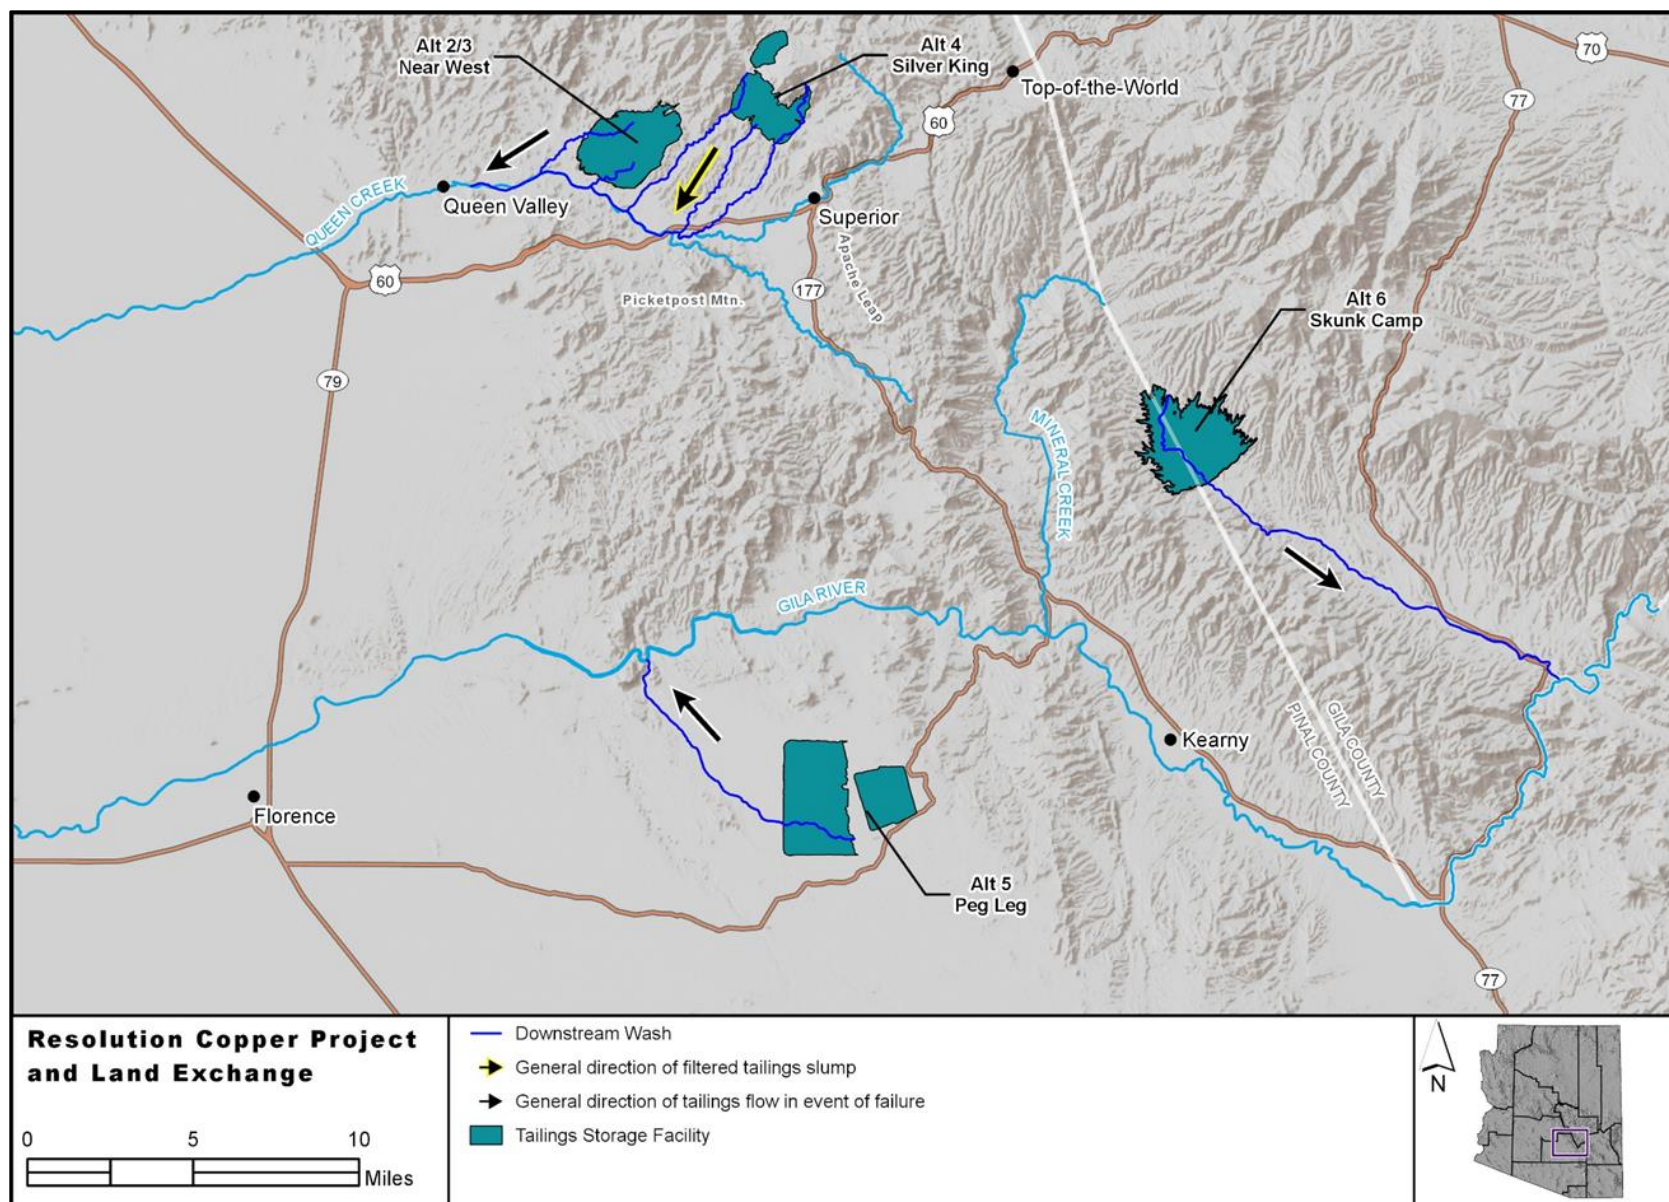 Alt 2/3
Near West
Alt 4
Silver King
70
Top-of-the-World
77
60
QUEEN CREEK
Queen Valley
Superior
Apache Leap
60
Picketpost Mtn.
177
Alt 6
Skunk Camp
79
MINERAL CREEK
GILA RIVER
GILA COUNTY
PINAL COUNTY
Kearny
Florence
Alt 5
Peg Leg
77
Resolution Copper Project
and Land Exchange
0 5 10
Miles
Downstream Wash
General direction of filtered tailings slump
General direction of tailings flow in event of failure
Tailings Storage Facility
N